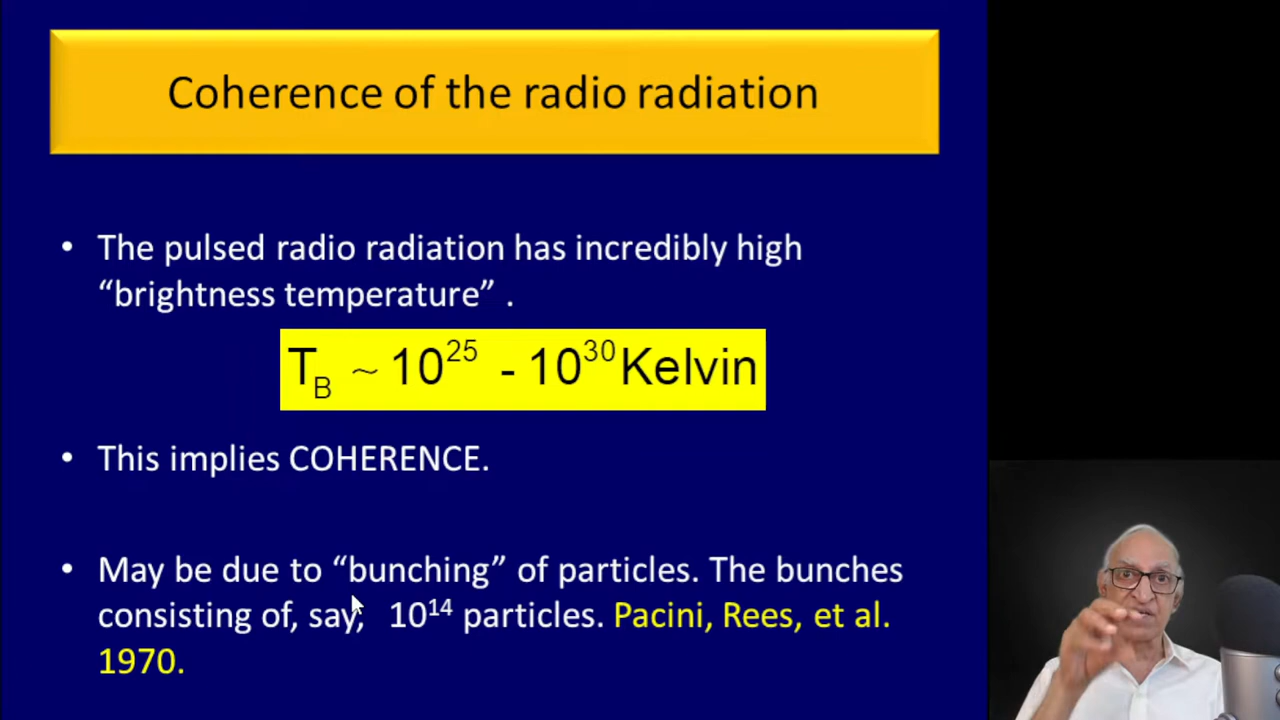 Coherence of the radio radiation
• The pulsed radio radiation has incredibly high
“brightness temperature” .
T_B ~ 10^25 - 10^30 Kelvin
• This implies COHERENCE.
• May be due to “bunching” of particles. The bunches
consisting of, say, 10^14 particles. Pacini, Rees, et al.
1970.